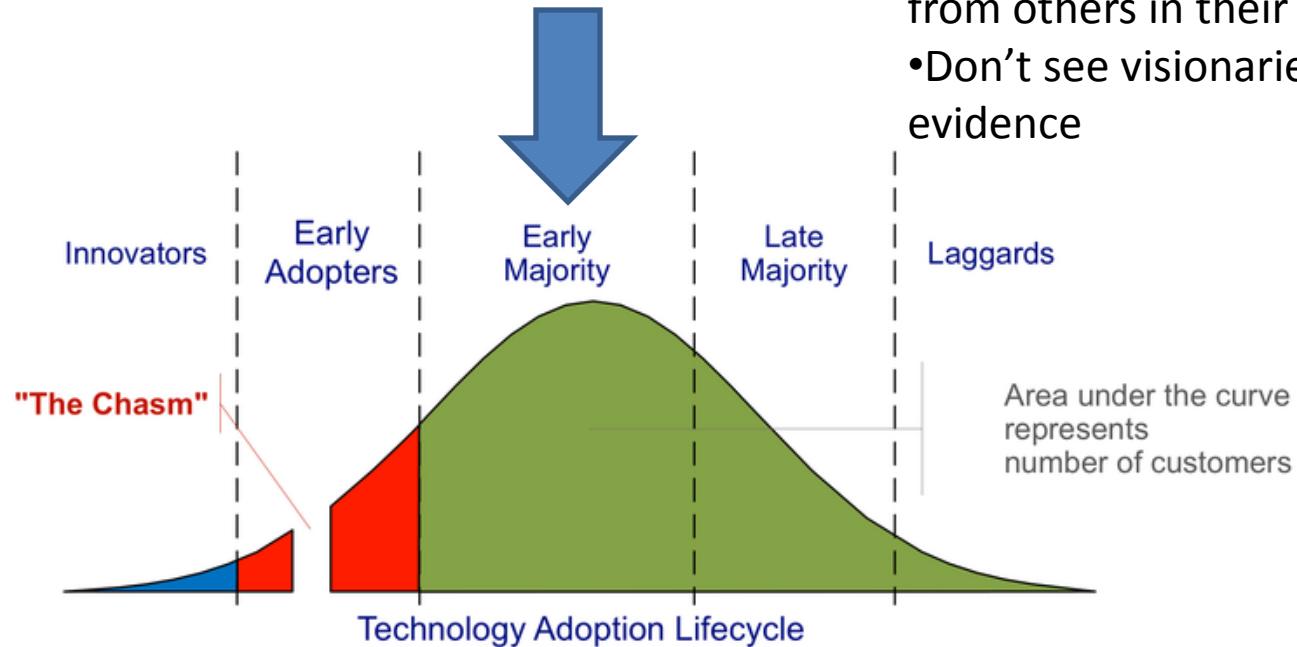 from others in their
•Don't see visionarie
evidence
Innovators
Early
Adopters
Early
Majority
Late
Majority
Laggards
"The Chasm"
Area under the curve
represents
number of customers
Technology Adoption Lifecycle